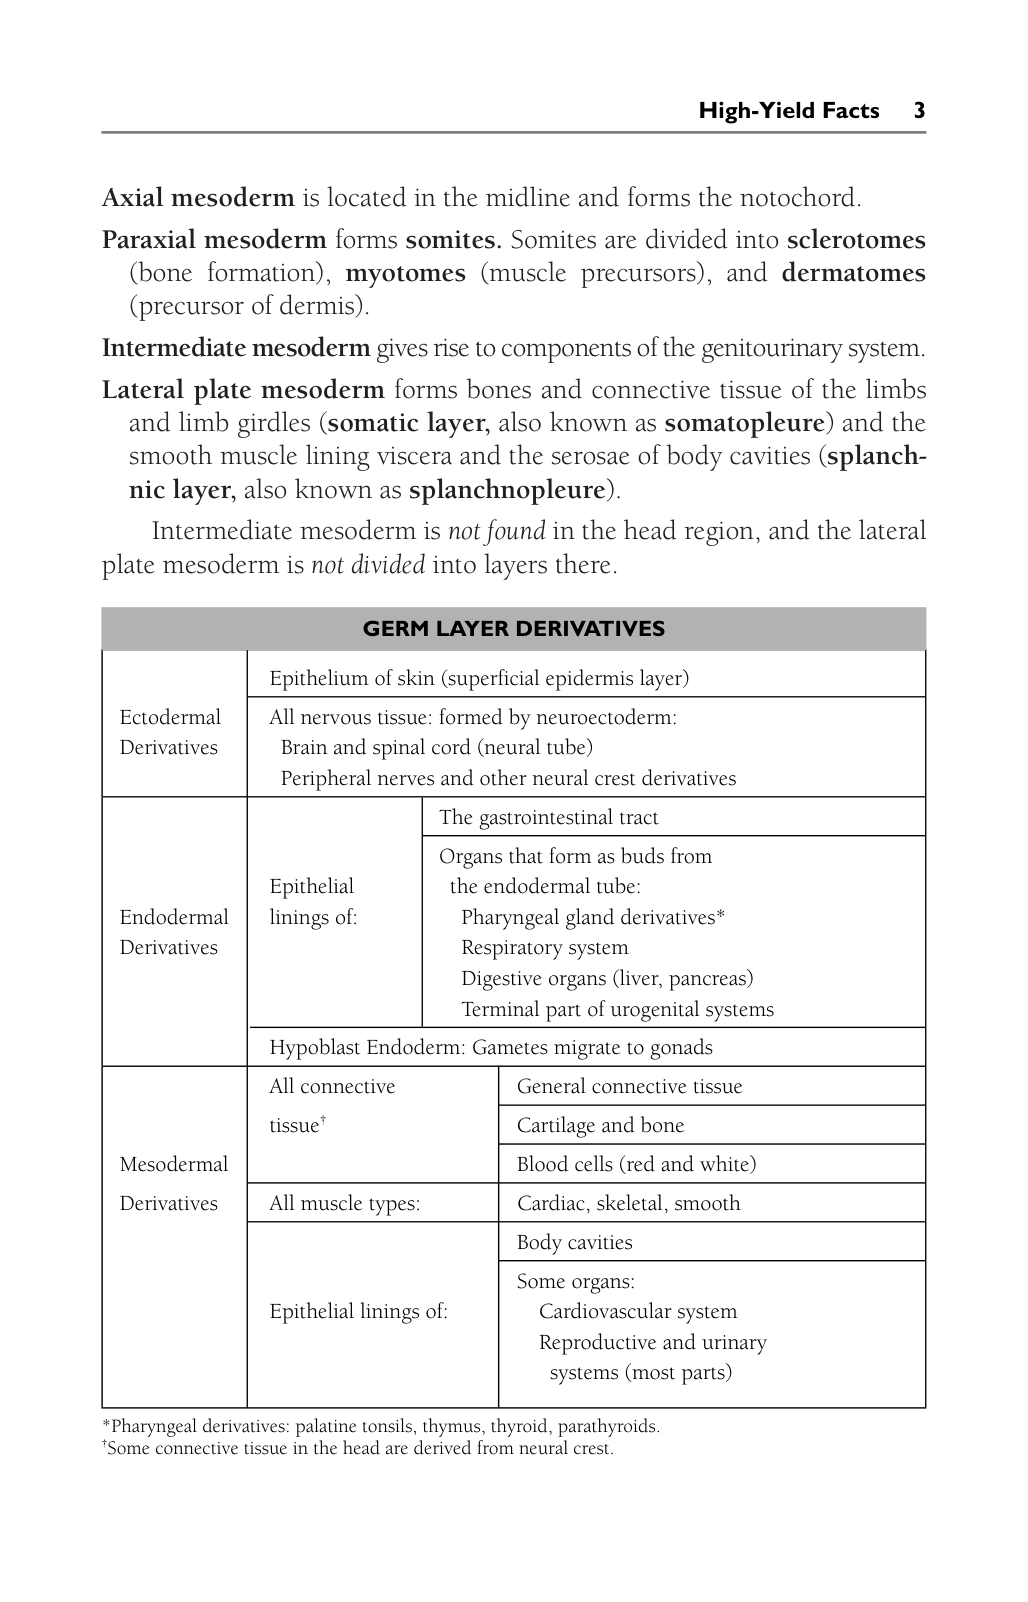 High-Yield Facts 3
Axial mesoderm is located in the midline and forms the notochord.
Paraxial mesoderm forms somites. Somites are divided into sclerotomes
(bone formation), myotomes (muscle precursors), and dermatomes
(precursor of dermis).
Intermediate mesoderm gives rise to components of the genitourinary system.
Lateral plate mesoderm forms bones and connective tissue of the limbs
and limb girdles (somatic layer, also known as somatopleure) and the
smooth muscle lining viscera and the serosae of body cavities (splanch-
nic layer, also known as splanchnopleure).
Intermediate mesoderm is not found in the head region, and the lateral
plate mesoderm is not divided into layers there.
GERM LAYER DERIVATIVES
Ectodermal
Derivatives
Epithelium of skin (superficial epidermis layer)
All nervous tissue: formed by neuroectoderm:
Brain and spinal cord (neural tube)
Peripheral nerves and other neural crest derivatives
Endodermal
Derivatives
Epithelial
linings of:
The gastrointestinal tract
Organs that form as buds from
the endodermal tube:
Pharyngeal gland derivatives*
Respiratory system
Digestive organs (liver, pancreas)
Terminal part of urogenital systems
Hypoblast Endoderm: Gametes migrate to gonads
Mesodermal
Derivatives
All connective
tissue†
General connective tissue
Cartilage and bone
Blood cells (red and white)
All muscle types:
Cardiac, skeletal, smooth
Epithelial linings of:
Body cavities
Some organs:
Cardiovascular system
Reproductive and urinary
systems (most parts)
*Pharyngeal derivatives: palatine tonsils, thymus, thyroid, parathyroids.
†Some connective tissue in the head are derived from neural crest.